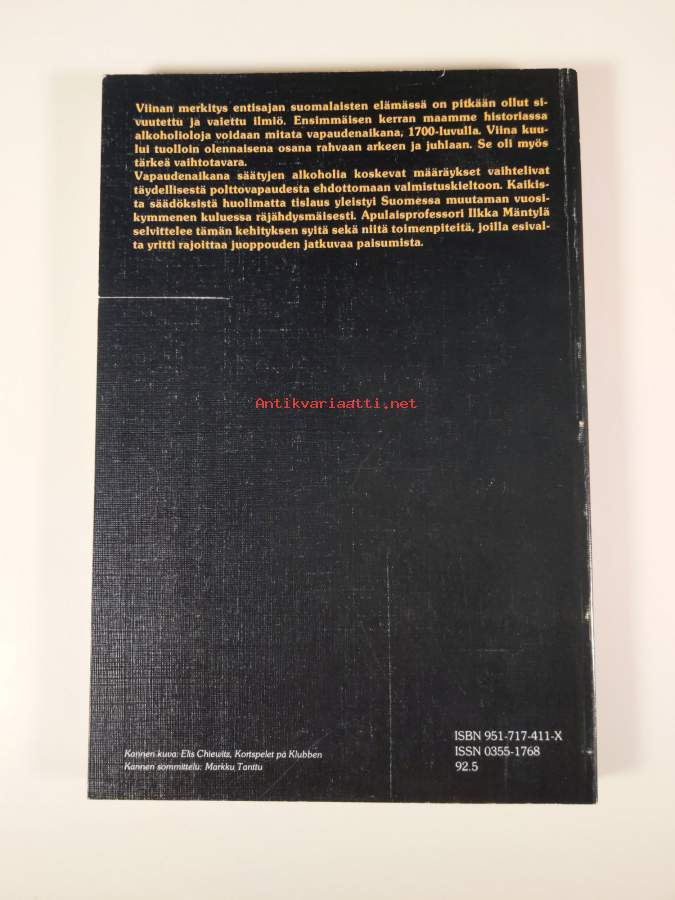 Viinan merkitys entisajan suomalaisten elämässä on pitkään ollut si-
vuutettu ja vaiettu ilmiö. Ensimmäisen kerran maamme historiassa
alkoholioloja voidaan mitata vapaudenaikana, 1700-luvulla. Viina kuu-
lui tuolloin olennaisena osana rahvaan arkeen ja juhlaan. Se oli myös
tärkeä vaihtotavara.
Vapaudenaikana säätyjen alkoholia koskevat määräykset vaihtelivat
täydellisestä polttovapaudesta ehdottomaan valmistuskieltoon. Kaikis-
ta säädöksistä huolimatta tislaus yleistyi Suomessa muutaman vuosi-
kymmenen kuluessa räjähdysmäisesti. Apulaisprofessori Ilkka Mäntylä
selvittelee tämän kehityksen syitä sekä niitä toimenpiteitä, joilla esival-
ta yritti rajoittaa juoppouden jatkuvaa paisumista.
Antikvariaatti.net
ISBN 951-717-411-X
ISSN 0355-1768
92.5
Kannen kuva: Elis Chiewitz, Kortspelet på Klubben
Kannen sommittelu: Markku Tanttu